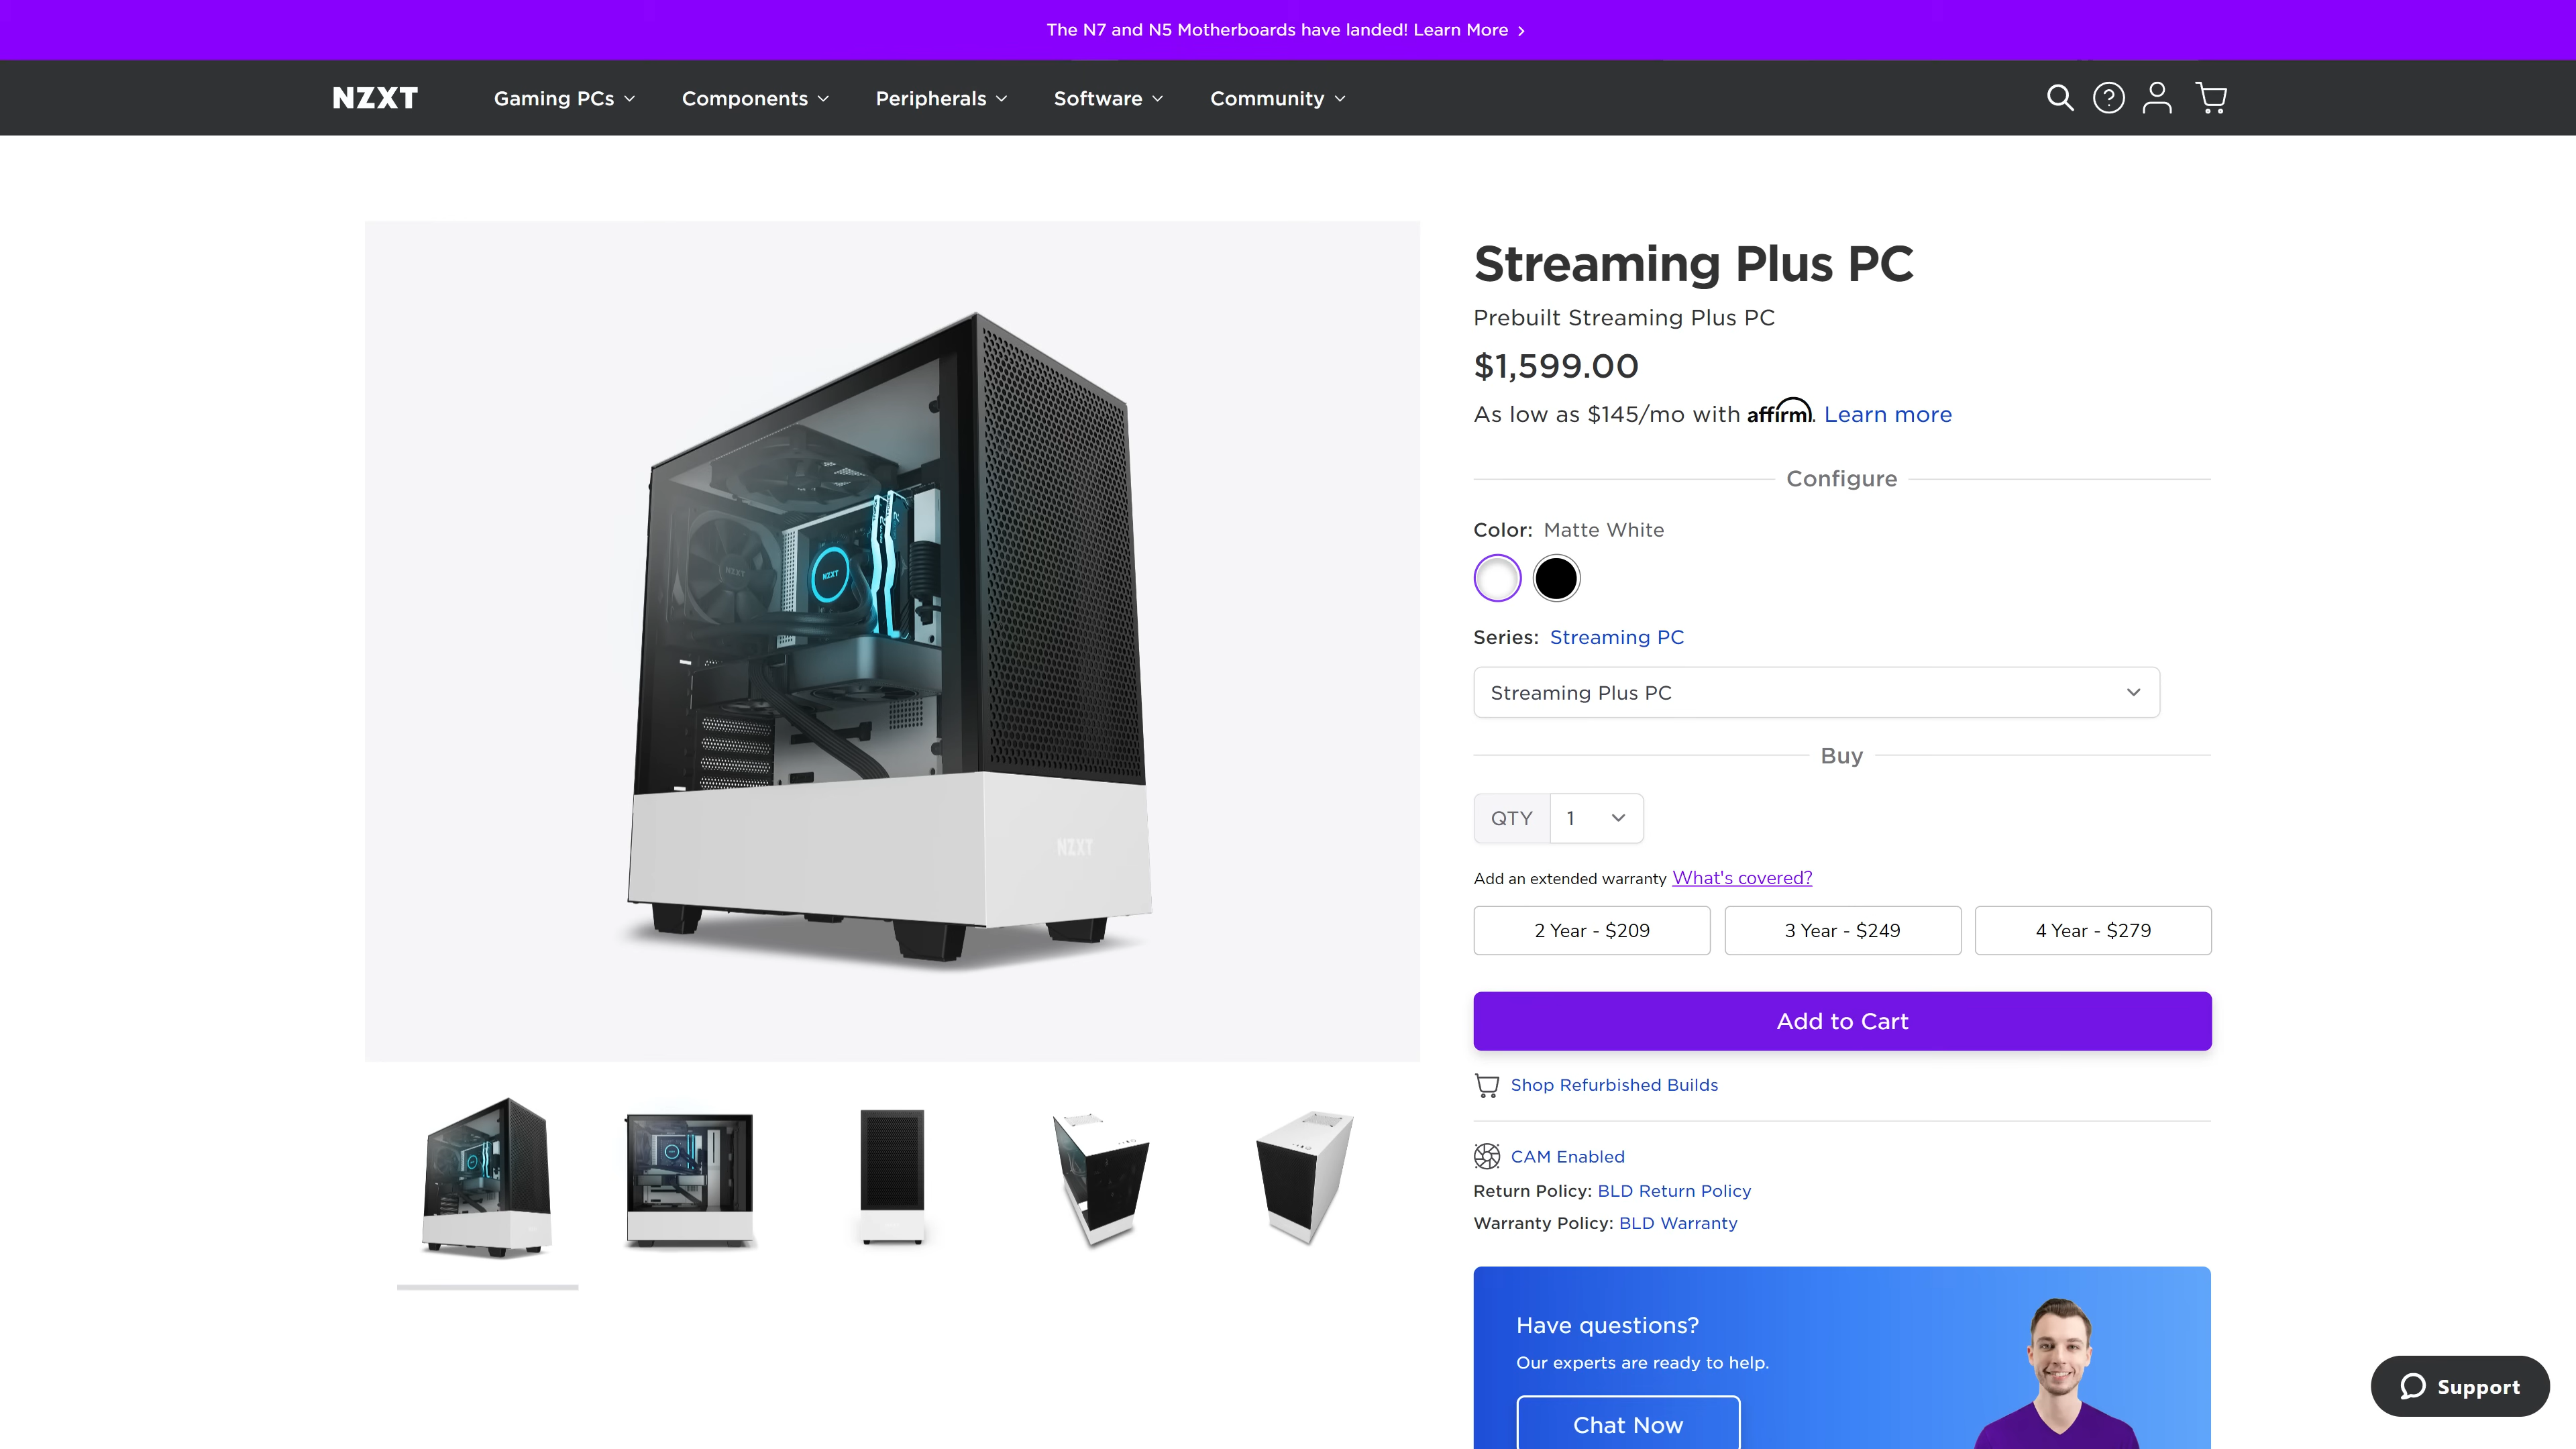 The N7 and N5 Motherboards have landed! Learn More
NZXT
Gaming PCs
Components
Peripherals
Software
Community
Streaming Plus PC
Prebuilt Streaming Plus PC
$1,599.00
As low as $145/mo with affirm. Learn more
Configure
Color: Matte White
Series: Streaming PC
Streaming Plus PC
Buy
QTY 1
Add an extended warranty What's covered?
2 Year - $209
3 Year - $249
4 Year - $279
Add to Cart
Shop Refurbished Builds
CAM Enabled
Return Policy: BLD Return Policy
Warranty Policy: BLD Warranty
Have questions?
Our experts are ready to help.
Chat Now
Support
NZXT
NZXT
NZXT